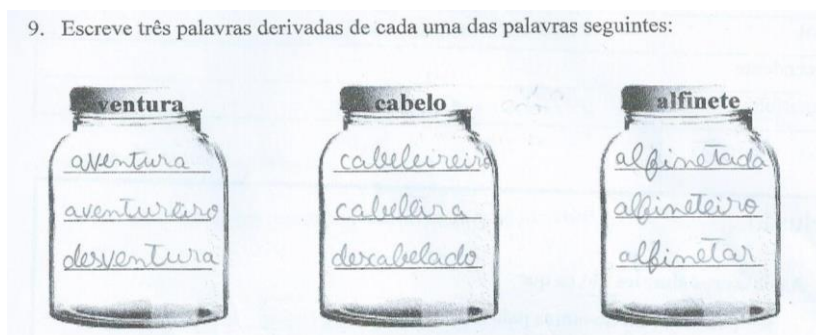 9. Escreve três palavras derivadas de cada uma das palavras seguintes:
ventura
aventura
aventureiro
desventura
cabelo
cabeleireiro
cabeleira
descabelado
alfinete
alfinetada
alfineteiro
alfinetar